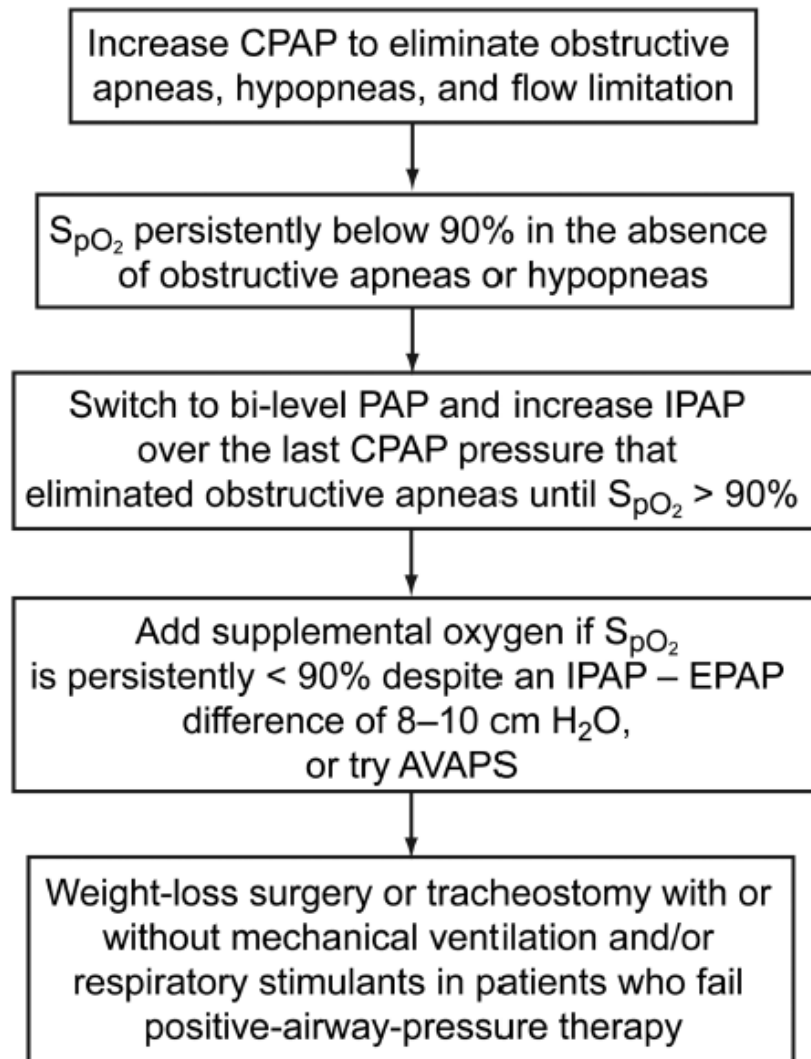 Increase CPAP to eliminate obstructive
apneas, hypopneas, and flow limitation
SpO₂ persistently below 90% in the absence
of obstructive apneas or hypopneas
Switch to bi-level PAP and increase IPAP
over the last CPAP pressure that
eliminated obstructive apneas until SpO₂ > 90%
Add supplemental oxygen if SpO₂
is persistently < 90% despite an IPAP – EPAP
difference of 8–10 cm H₂O,
or try AVAPS
Weight-loss surgery or tracheostomy with or
without mechanical ventilation and/or
respiratory stimulants in patients who fail
positive-airway-pressure therapy